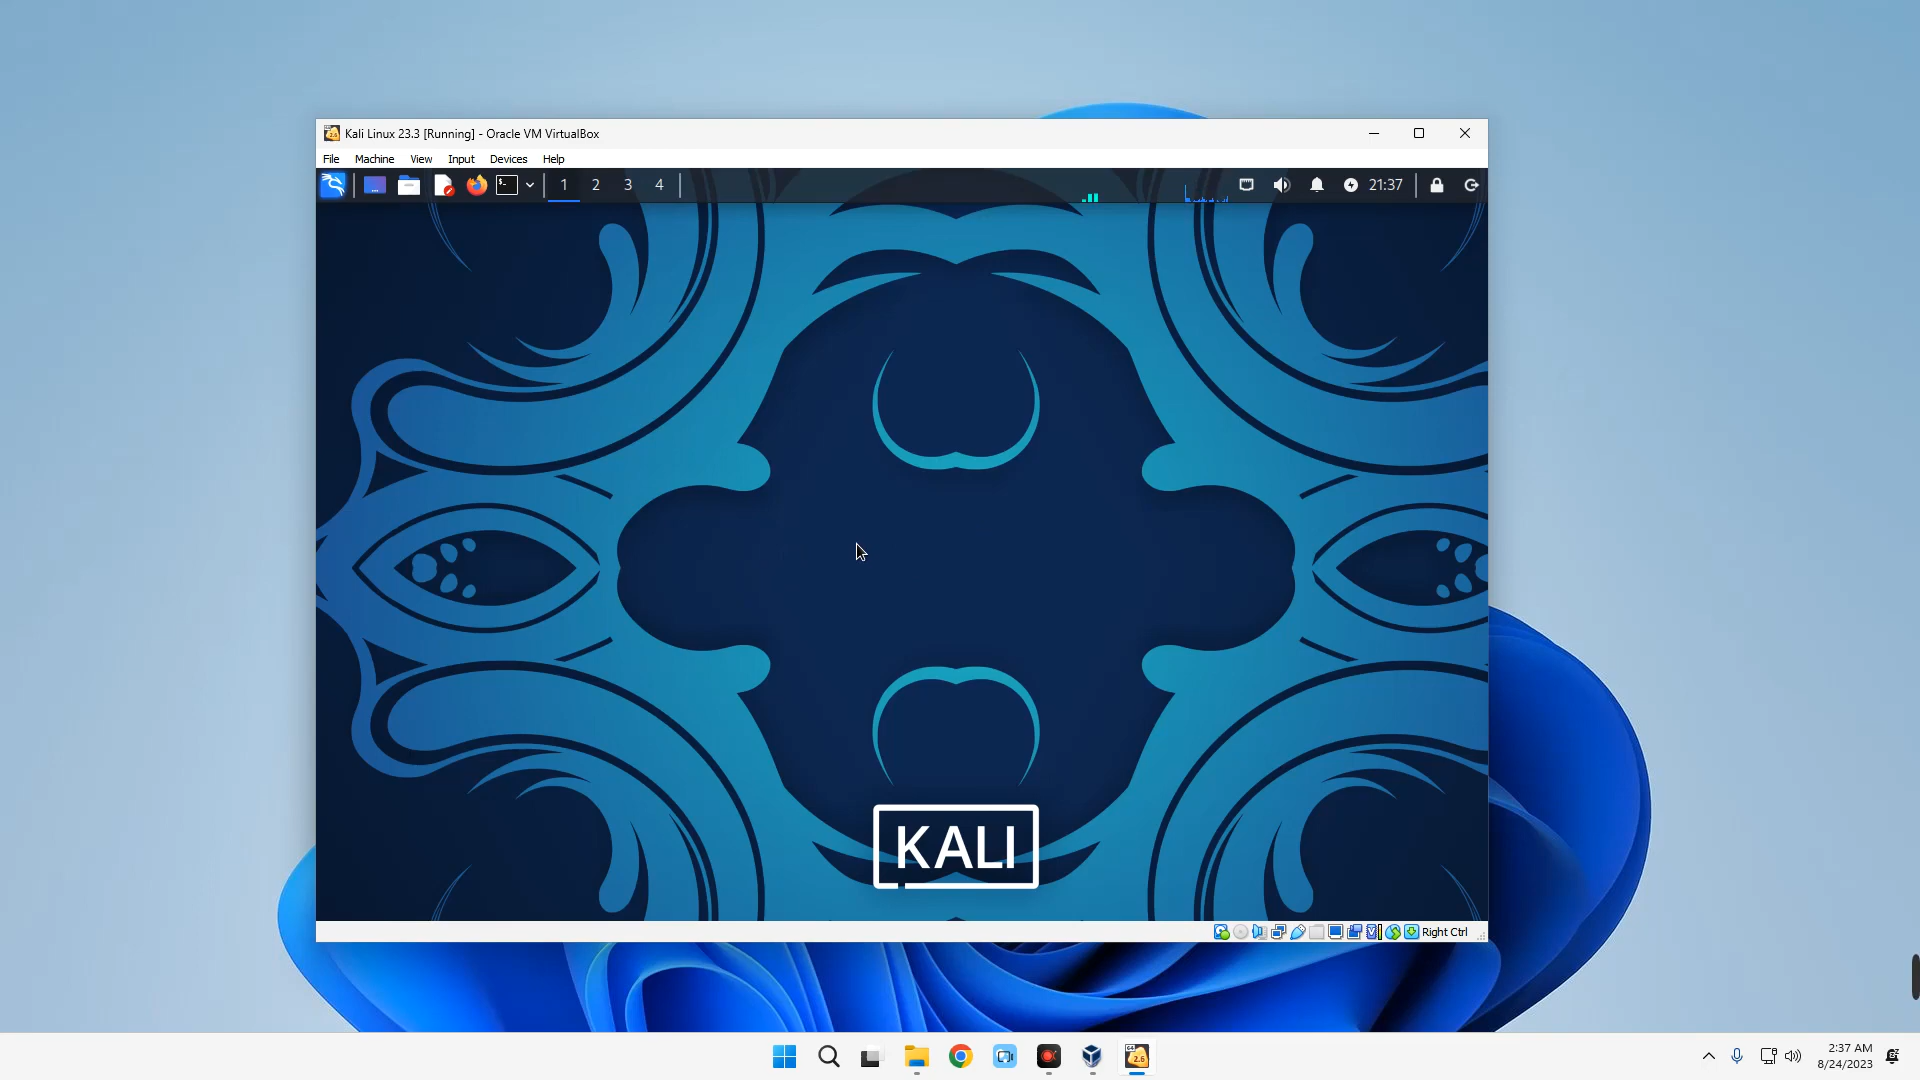 Kali Linux 23.3 [Running] - Oracle VM VirtualBox
File Machine View Input Devices Help
1 2 3 4 21:37
KALI
Right Ctrl
2:37 AM
8/24/2023